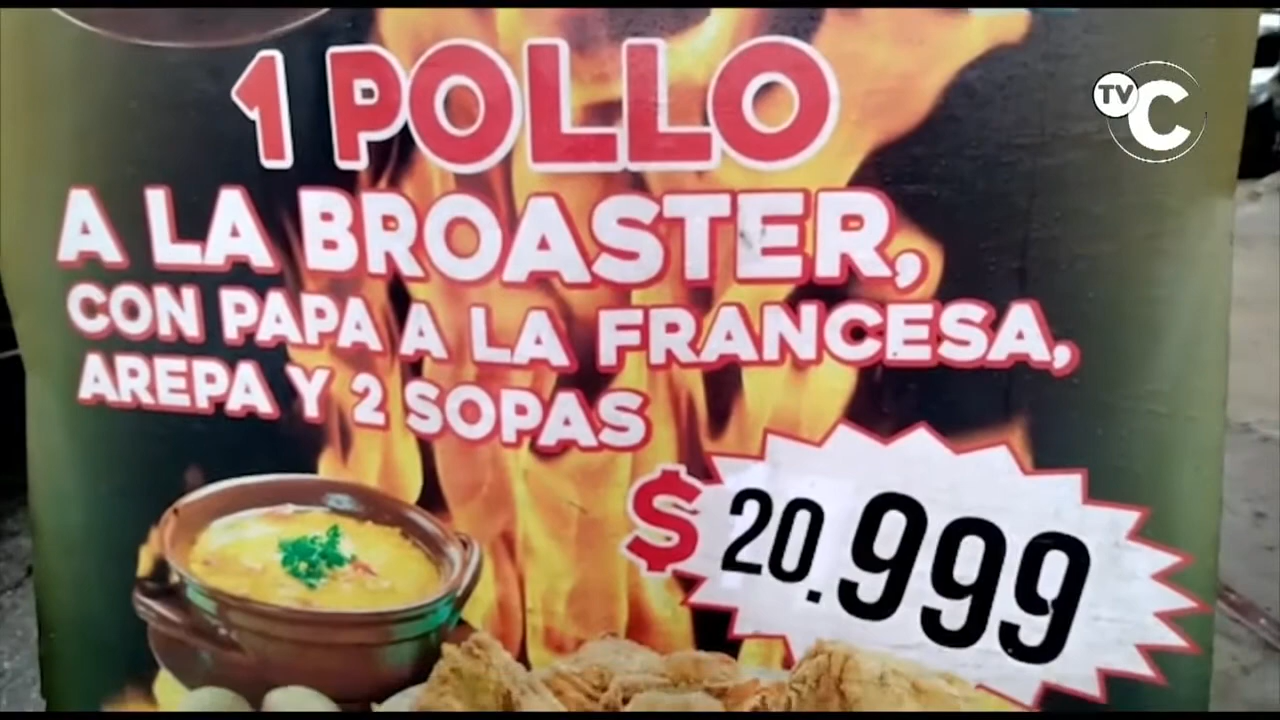 1 POLLO
A LA BROASTER,
CON PAPA A LA FRANCESA,
AREPA Y 2 SOPAS
$ 20.999
TV C